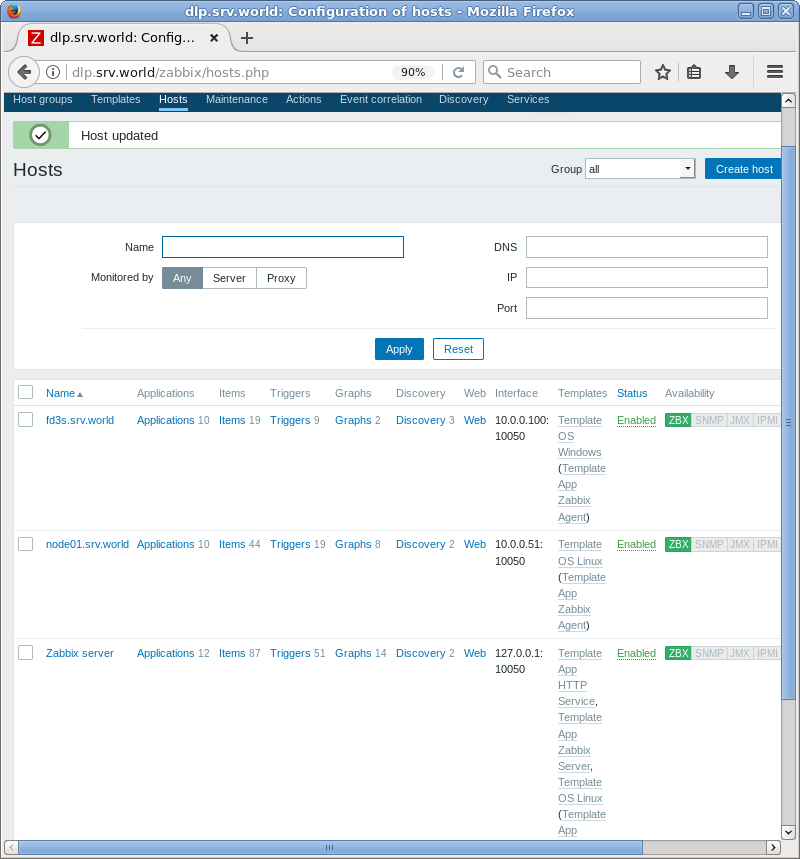 dlp.srv.world: Configuration of hosts - Mozilla Firefox
Z dlp.srv.world: Config...
dlp.srv.world/zabbix/hosts.php 90% Search
Host groups Templates Hosts Maintenance Actions Event correlation Discovery Services
Host updated
Hosts Group all Create host
Name DNS
Monitored by Any Server Proxy IP
Port
Apply Reset
Name Applications Items Triggers Graphs Discovery Web Interface Templates Status Availability
fd3s.srv.world Applications 10 Items 19 Triggers 9 Graphs 2 Discovery 3 Web 10.0.0.100: Template Enabled ZBX SNMP JMX IPMI
10050 OS
Windows
(Template
App
Zabbix
Agent)
node01.srv.world Applications 10 Items 44 Triggers 19 Graphs 8 Discovery 2 Web 10.0.0.51: Template Enabled ZBX SNMP JMX IPMI
10050 OS Linux
(Template
App
Zabbix
Agent)
Zabbix server Applications 12 Items 87 Triggers 51 Graphs 14 Discovery 2 Web 127.0.0.1: Template Enabled ZBX SNMP JMX IPMI
10050 App
HTTP
Service,
Template
App
Zabbix
Server,
Template
OS Linux
(Template
App